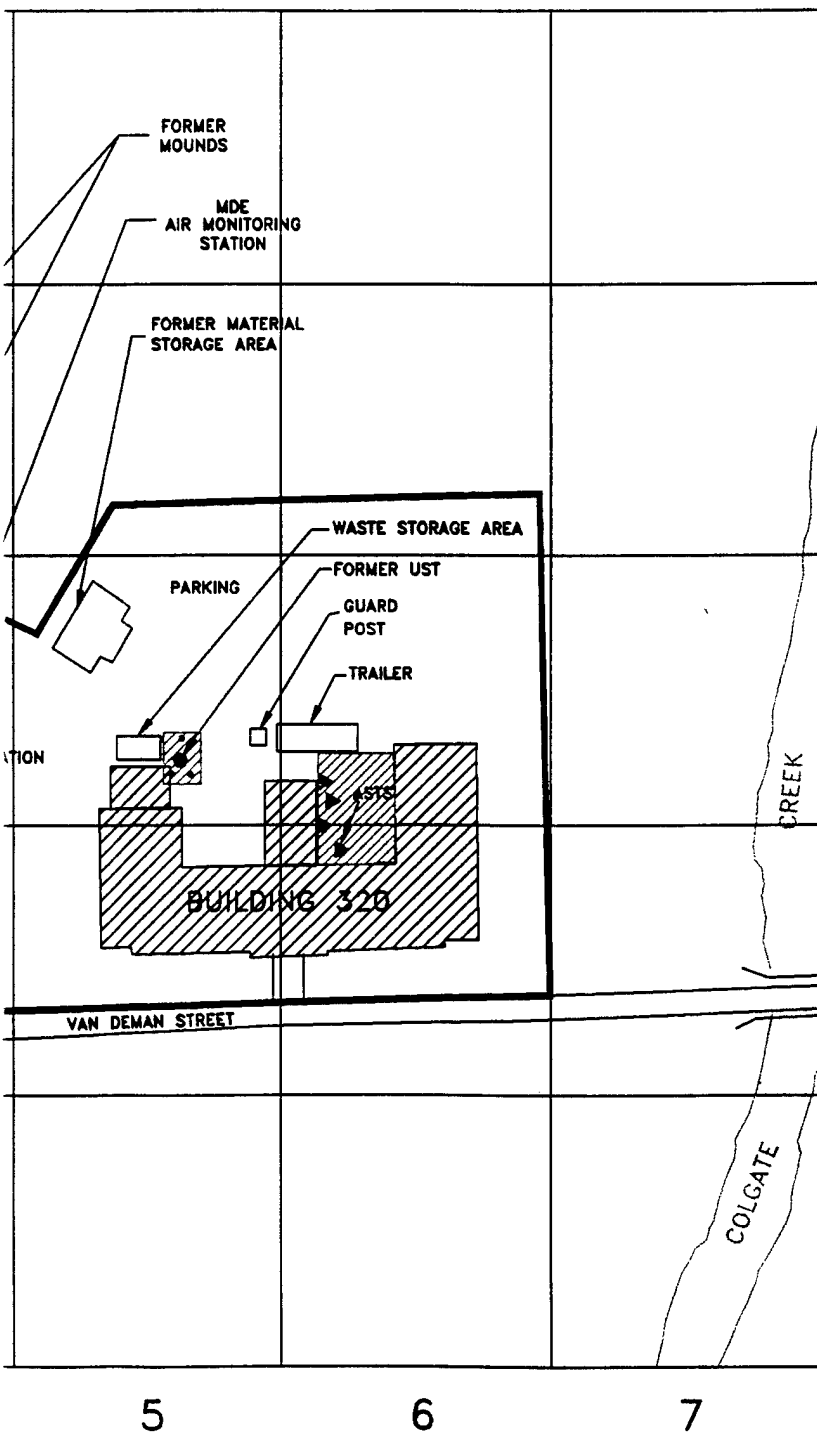 FORMER
MOUNDS
MDE
AIR MONITORING
STATION
FORMER MATERIAL
STORAGE AREA
WASTE STORAGE AREA
FORMER UST
PARKING
GUARD
POST
TRAILER
ATION
ASTS
CREEK
BUILDING 320
VAN DEMAN STREET
COLGATE
5
6
7